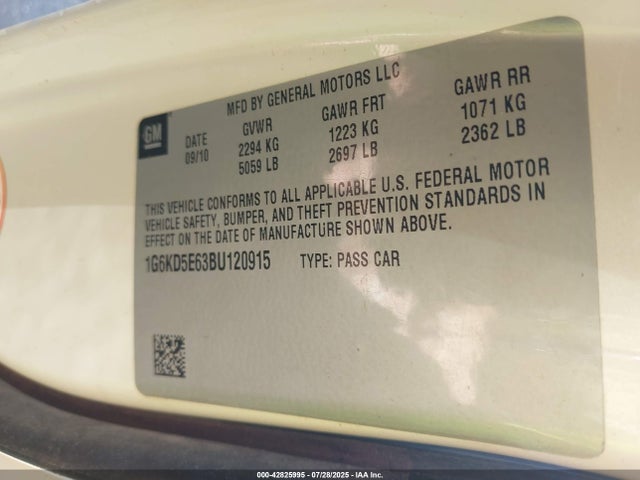 GM
MFD BY GENERAL MOTORS LLC
DATE GVWR GAWR FRT GAWR RR
09/10 2294 KG 1223 KG 1071 KG
5059 LB 2697 LB 2362 LB
THIS VEHICLE CONFORMS TO ALL APPLICABLE U.S. FEDERAL MOTOR
VEHICLE SAFETY, BUMPER, AND THEFT PREVENTION STANDARDS IN
EFFECT ON THE DATE OF MANUFACTURE SHOWN ABOVE.
1G6KD5E63BU120915 TYPE: PASS CAR
000-42825995 - 07/28/2025 - IAA Inc.